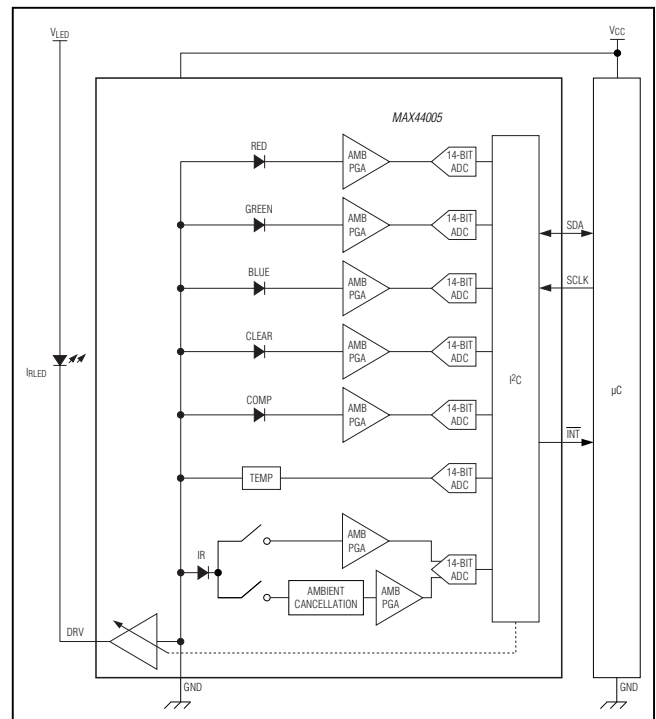 VLED
VCC
MAX44005
RED
AMB
PGA
14-BIT
ADC
GREEN
AMB
PGA
14-BIT
ADC
SDA
BLUE
AMB
PGA
14-BIT
ADC
SCLK
CLEAR
AMB
PGA
14-BIT
ADC
IRLED
I2C
µC
COMP
AMB
PGA
14-BIT
ADC
INT
TEMP
14-BIT
ADC
IR
AMB
PGA
14-BIT
ADC
AMBIENT
CANCELLATION
AMB
PGA
DRV
GND
GND